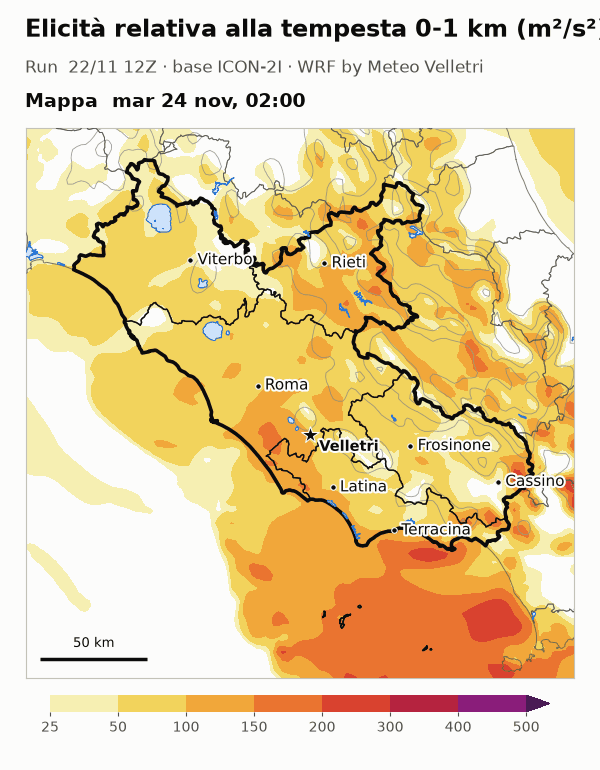 Elicità relativa alla tempesta 0-1 km (m²/s²)
Run 22/11 12Z · base ICON-2I · WRF by Meteo Velletri
Mappa mar 24 nov, 02:00
Viterbo
Rieti
Roma
Velletri
Frosinone
Cassino
Latina
Terracina
50 km
25 50 100 150 200 300 400 500